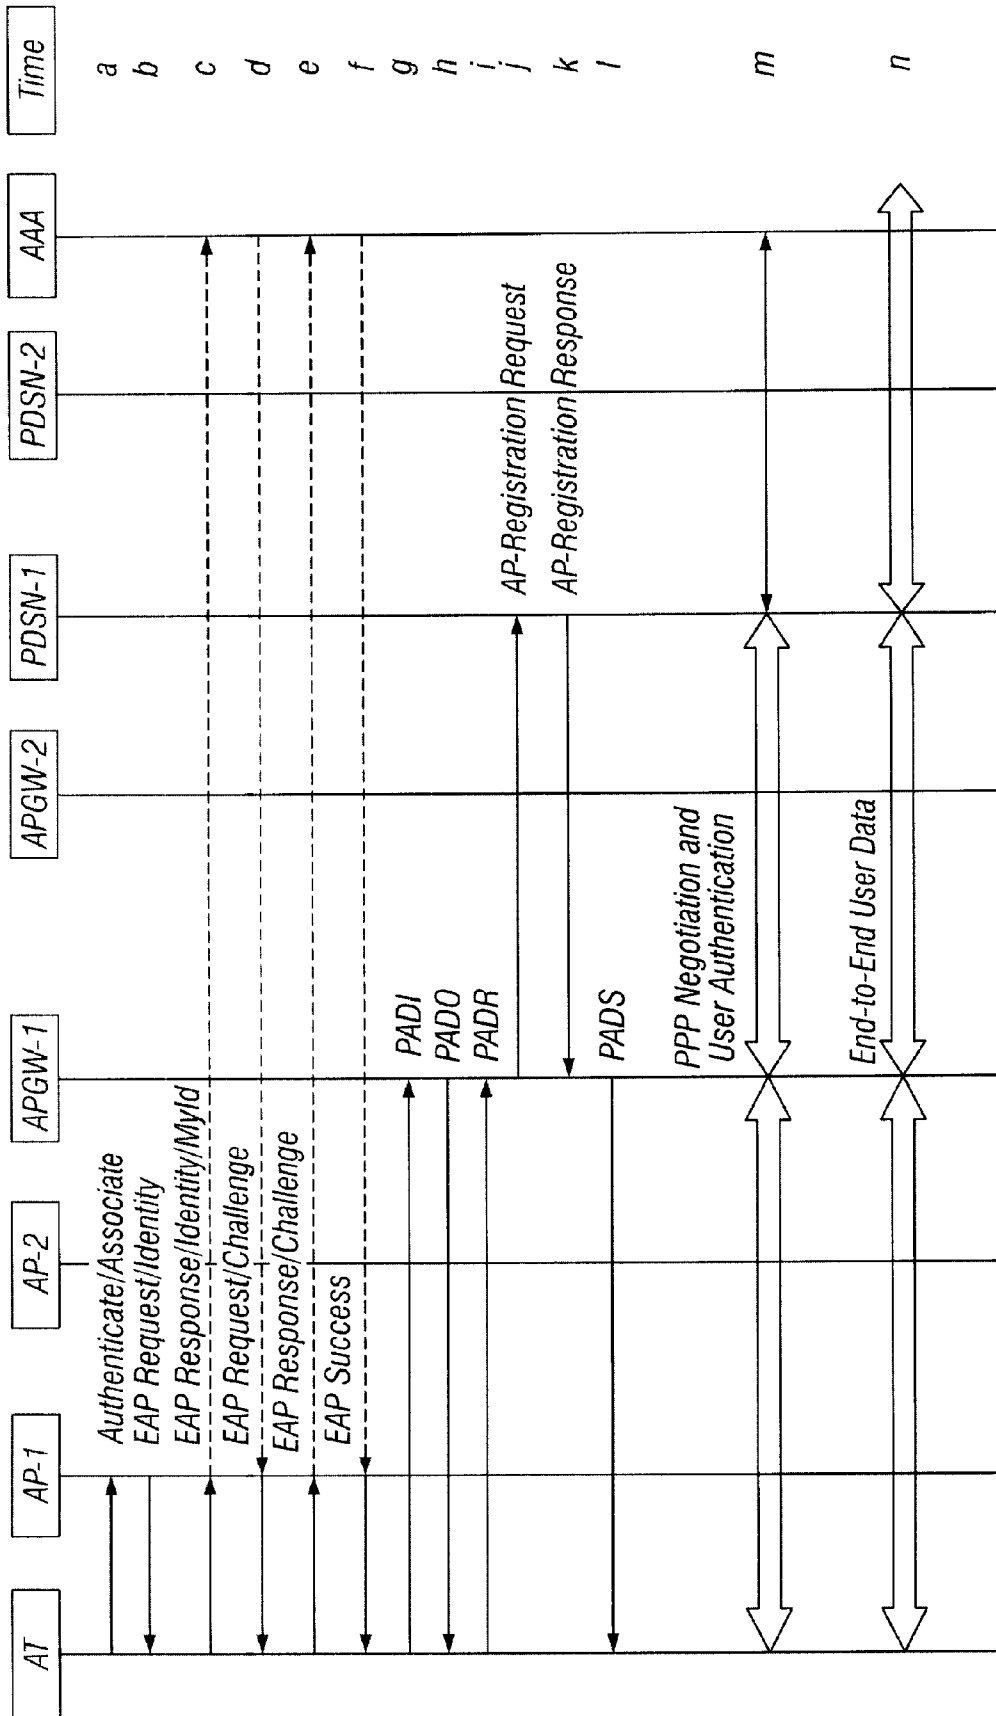 AT
AP-1
AP-2
APGW-1
APGW-2
PDSN-1
PDSN-2
AAA
Time
Authenticate/Associate
a
EAP Request/Identity
b
EAP Response/Identity/MyId
c
EAP Request/Challenge
d
EAP Response/Challenge
e
EAP Success
f
PADI
g
PADO
h
PADR
i
AP-Registration Request
j
AP-Registration Response
k
PADS
l
PPP Negotiation and
User Authentication
m
End-to-End User Data
n